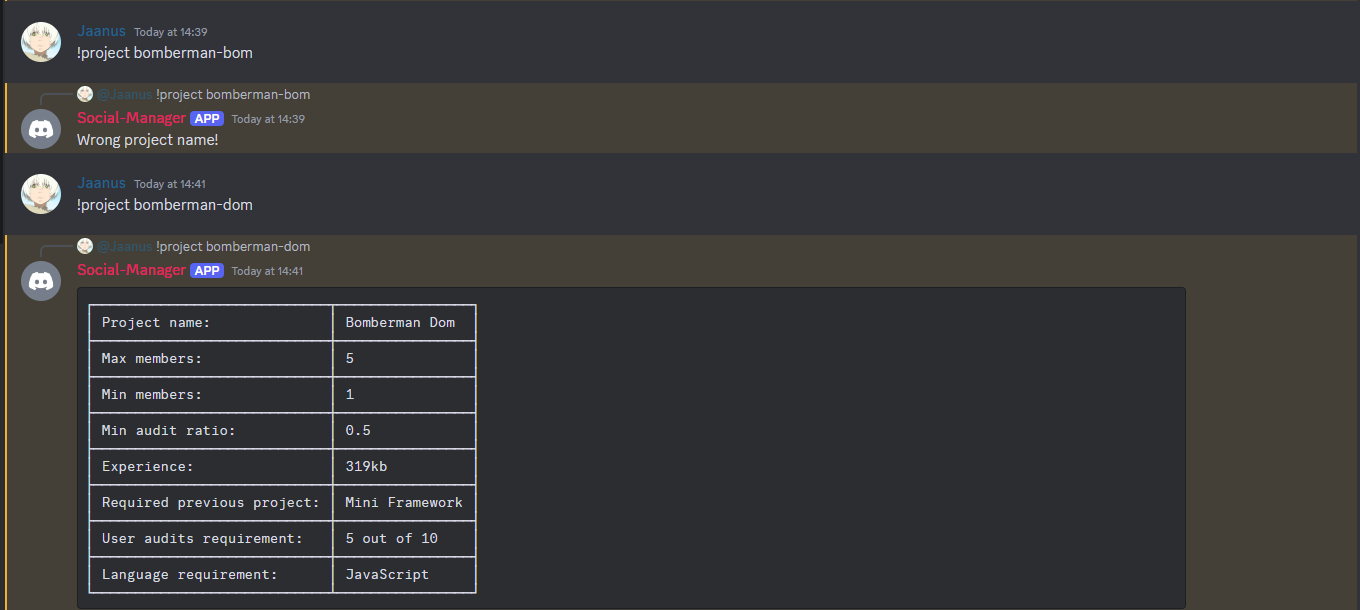 Jaanus Today at 14:39
!project bomberman-bom
@Jaanus !project bomberman-bom
Social-Manager APP Today at 14:39
Wrong project name!
Jaanus Today at 14:41
!project bomberman-dom
@Jaanus !project bomberman-dom
Social-Manager APP Today at 14:41
Project name: Bomberman Dom
Max members: 5
Min members: 1
Min audit ratio: 0.5
Experience: 319kb
Required previous project: Mini Framework
User audits requirement: 5 out of 10
Language requirement: JavaScript